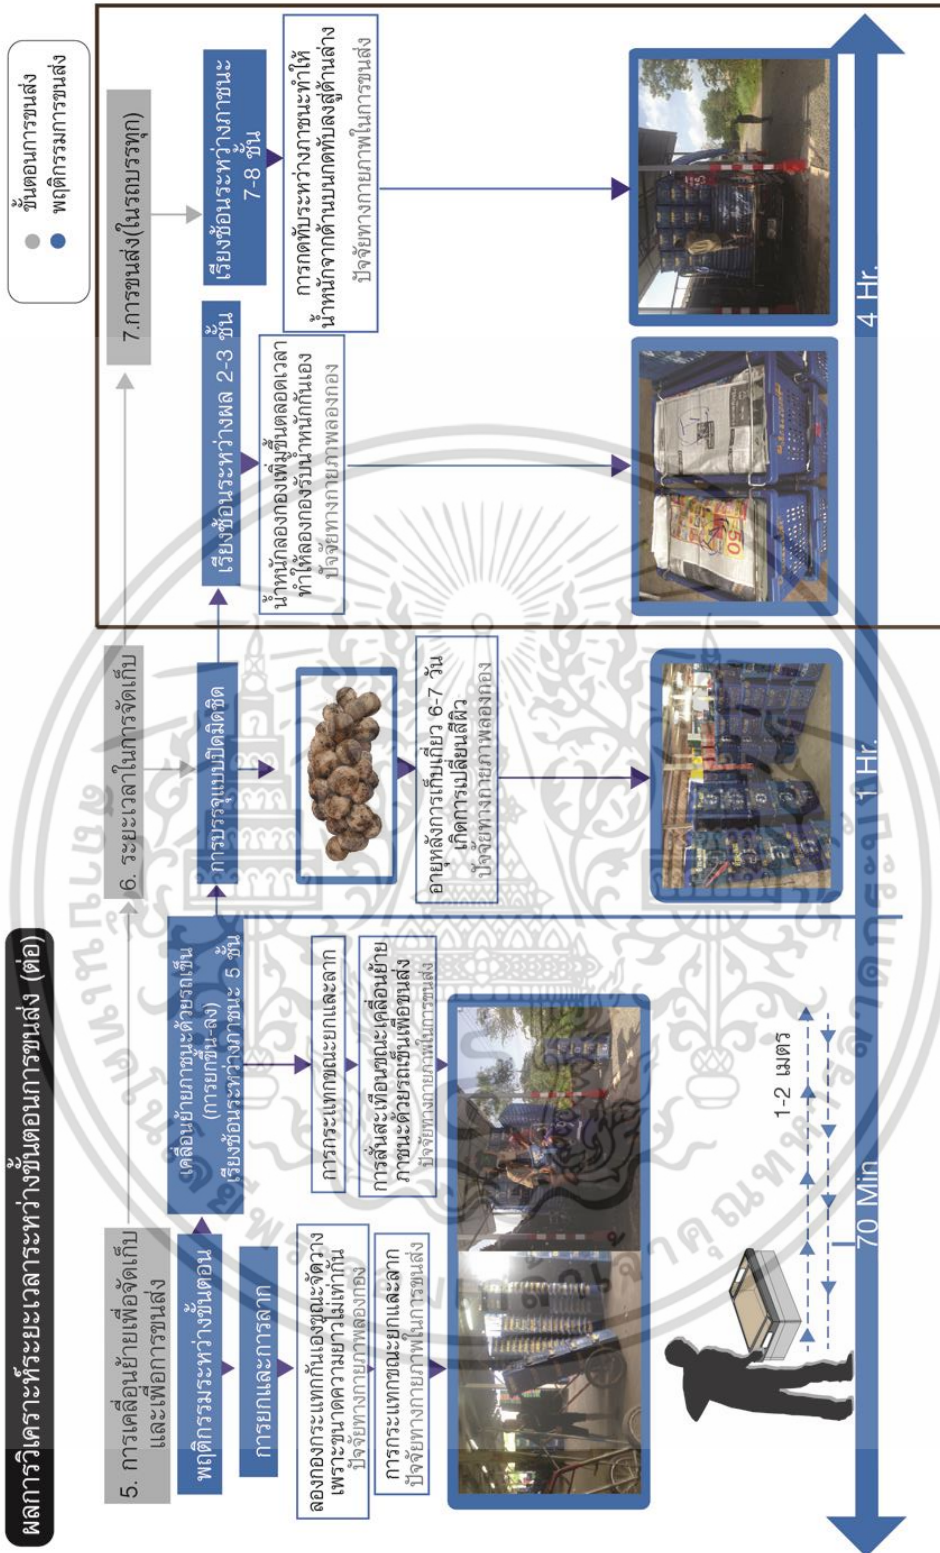 ผลการวิเคราะห์ระยะเวลาระหว่างขั้นตอนการขนส่ง (ต่อ)
ขั้นตอนการขนส่ง
พฤติกรรมการขนส่ง
5. การเคลื่อนย้ายเพื่อจัดเก็บ
และเพื่อการขนส่ง
6. ระยะเวลาในการจัดเก็บ
7.การขนส่ง(ในรถบรรทุก)
พฤติกรรมระหว่างขั้นตอน
เคลื่อนย้ายภาชนะด้วยรถเข็น
(การยกขึ้น-ลง)
เรียงซ้อนระหว่างภาชนะ 5 ชั้น
การบรรจุแบบปิดมิดชิด
เรียงซ้อนระหว่างผล 2-3 ชั้น
เรียงซ้อนระหว่างภาชนะ
7-8 ชั้น
การยกและการลาก
ลองกองกระแทกกันเองขณะจัดวาง
เพราะขนาดความยาวไม่เท่ากัน
ปัจจัยทางกายภาพลองกอง
การกระแทกขณะยกและลาก
ปัจจัยทางกายภาพในการขนส่ง
การกระแทกขณะยกและลาก
การสั่นสะเทือนขณะเคลื่อนย้าย
ภาชนะด้วยรถเข็นเพื่อขนส่ง
ปัจจัยทางกายภาพในการขนส่ง
อายุหลังการเก็บเกี่ยว 6-7 วัน
เกิดการเปลี่ยนสีผิว
ปัจจัยทางกายภาพลองกอง
น้ำหนักลองกองเพิ่มขึ้นตลอดเวลา
ทำให้ลองกองรับน้ำหนักกันเอง
ปัจจัยทางกายภาพลองกอง
การกดทับระหว่างภาชนะทำให้
น้ำหนักจากด้านบนกดทับลงสู่ด้านล่าง
ปัจจัยทางกายภาพในการขนส่ง
1-2 เมตร
70 Min
1 Hr.
4 Hr.